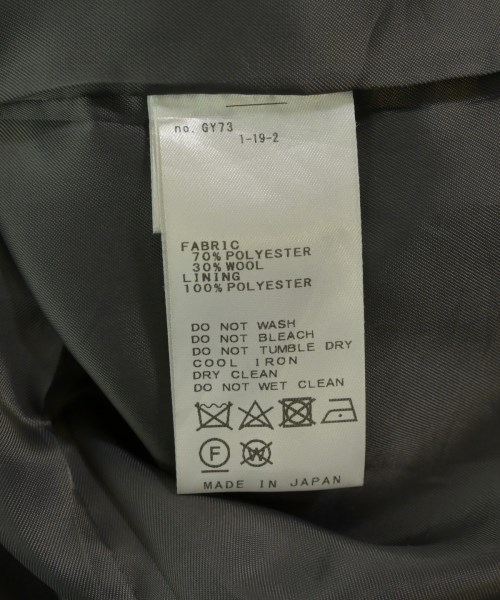 no. GY73
1-19-2
FABRIC
70% POLYESTER
30% WOOL
LINING
100% POLYESTER
DO NOT WASH
DO NOT BLEACH
DO NOT TUMBLE DRY
COOL IRON
DRY CLEAN
DO NOT WET CLEAN
F W
MADE IN JAPAN